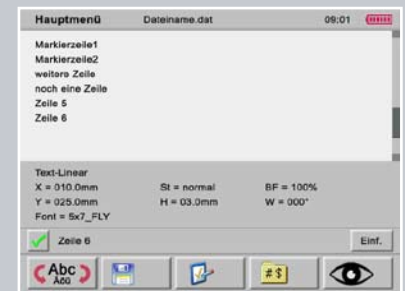 Hauptmenü Dateiname.dat 09:01
Markierzeile1
Markierzeile2
weitere Zeile
noch eine Zeile
Zeile 5
Zeile 6
Text-Linear
X = 010.0mm St = normal BF = 100%
Y = 025.0mm H = 03.0mm W = 000°
Font = 5x7_FLY
Zeile 6 Einf.
Abc #$
ÄöÜ